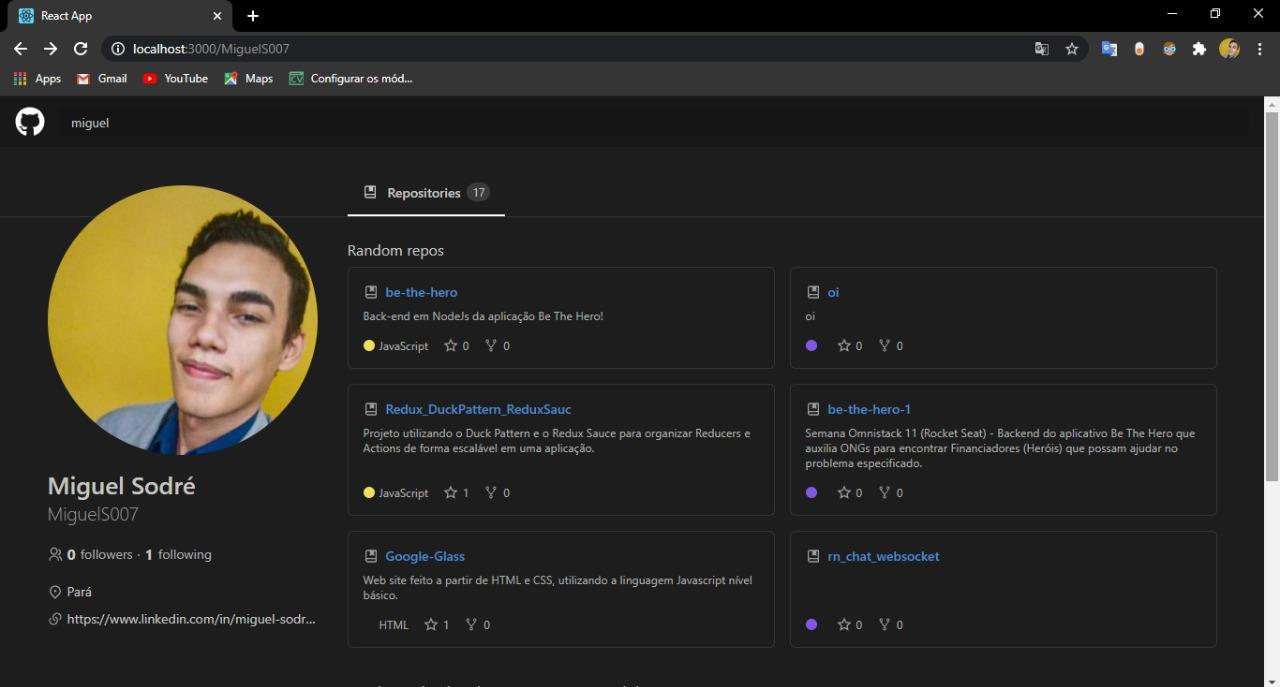 React App
localhost:3000/MiguelS007
Apps Gmail YouTube Maps Configurar os mód...
miguel
Repositories 17
Miguel Sodré
MiguelS007
0 followers · 1 following
Pará
https://www.linkedin.com/in/miguel-sodr...
Random repos
be-the-hero
Back-end em NodeJs da aplicação Be The Hero!
JavaScript 0 0
oi
oi
0 0
Redux_DuckPattern_ReduxSauc
Projeto utilizando o Duck Pattern e o Redux Sauce para organizar Reducers e
Actions de forma escalável em uma aplicação.
JavaScript 1 0
be-the-hero-1
Semana Omnistack 11 (Rocket Seat) - Backend do aplicativo Be The Hero que
auxilia ONGs para encontrar Financiadores (Heróis) que possam ajudar no
problema especificado.
0 0
Google-Glass
Web site feito a partir de HTML e CSS, utilizando a linguagem Javascript nível
básico.
HTML 1 0
rn_chat_websocket
0 0